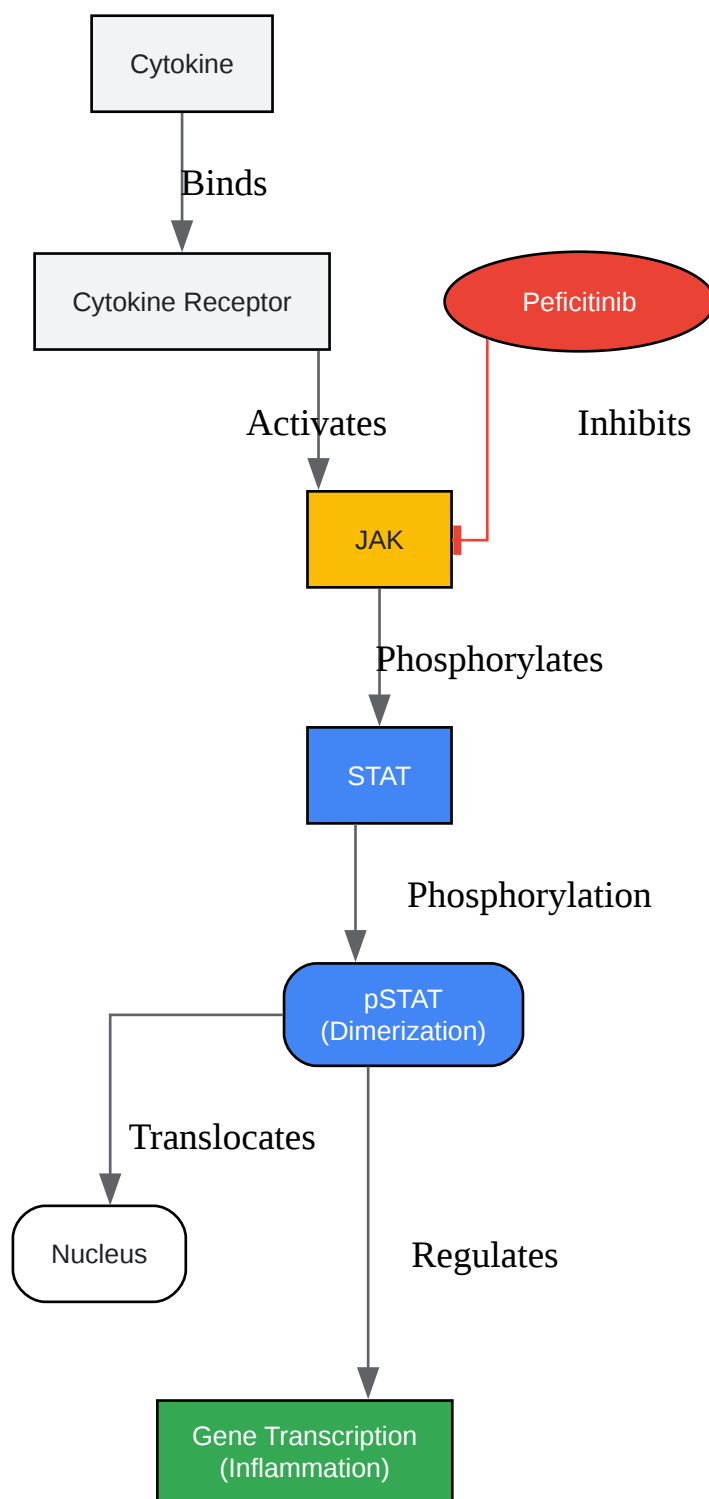 Cytokine
Binds
Cytokine Receptor
Peficitinib
Activates
Inhibits
JAK
Phosphorylates
STAT
Phosphorylation
pSTAT
(Dimerization)
Translocates
Nucleus
Regulates
Gene Transcription
(Inflammation)